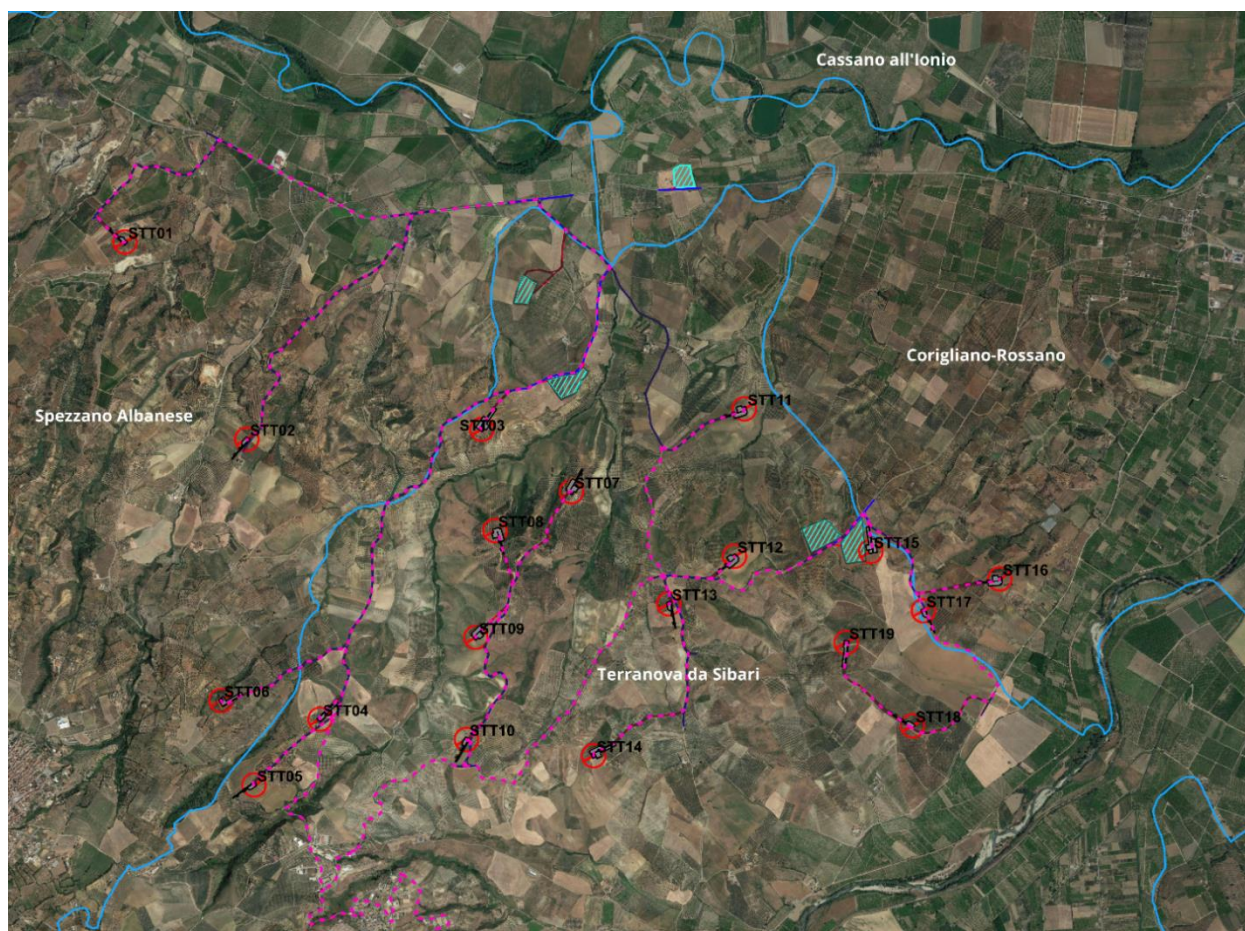 Cassano all'Ionio
STT01
Corigliano-Rossano
STT11
Spezzano Albanese
STT02
STT03
STT07
STT08
STT12
STT15
STT16
STT13
STT17
STT09
STT19
Terranova da Sibari
STT06
STT04
STT18
STT10
STT14
STT05